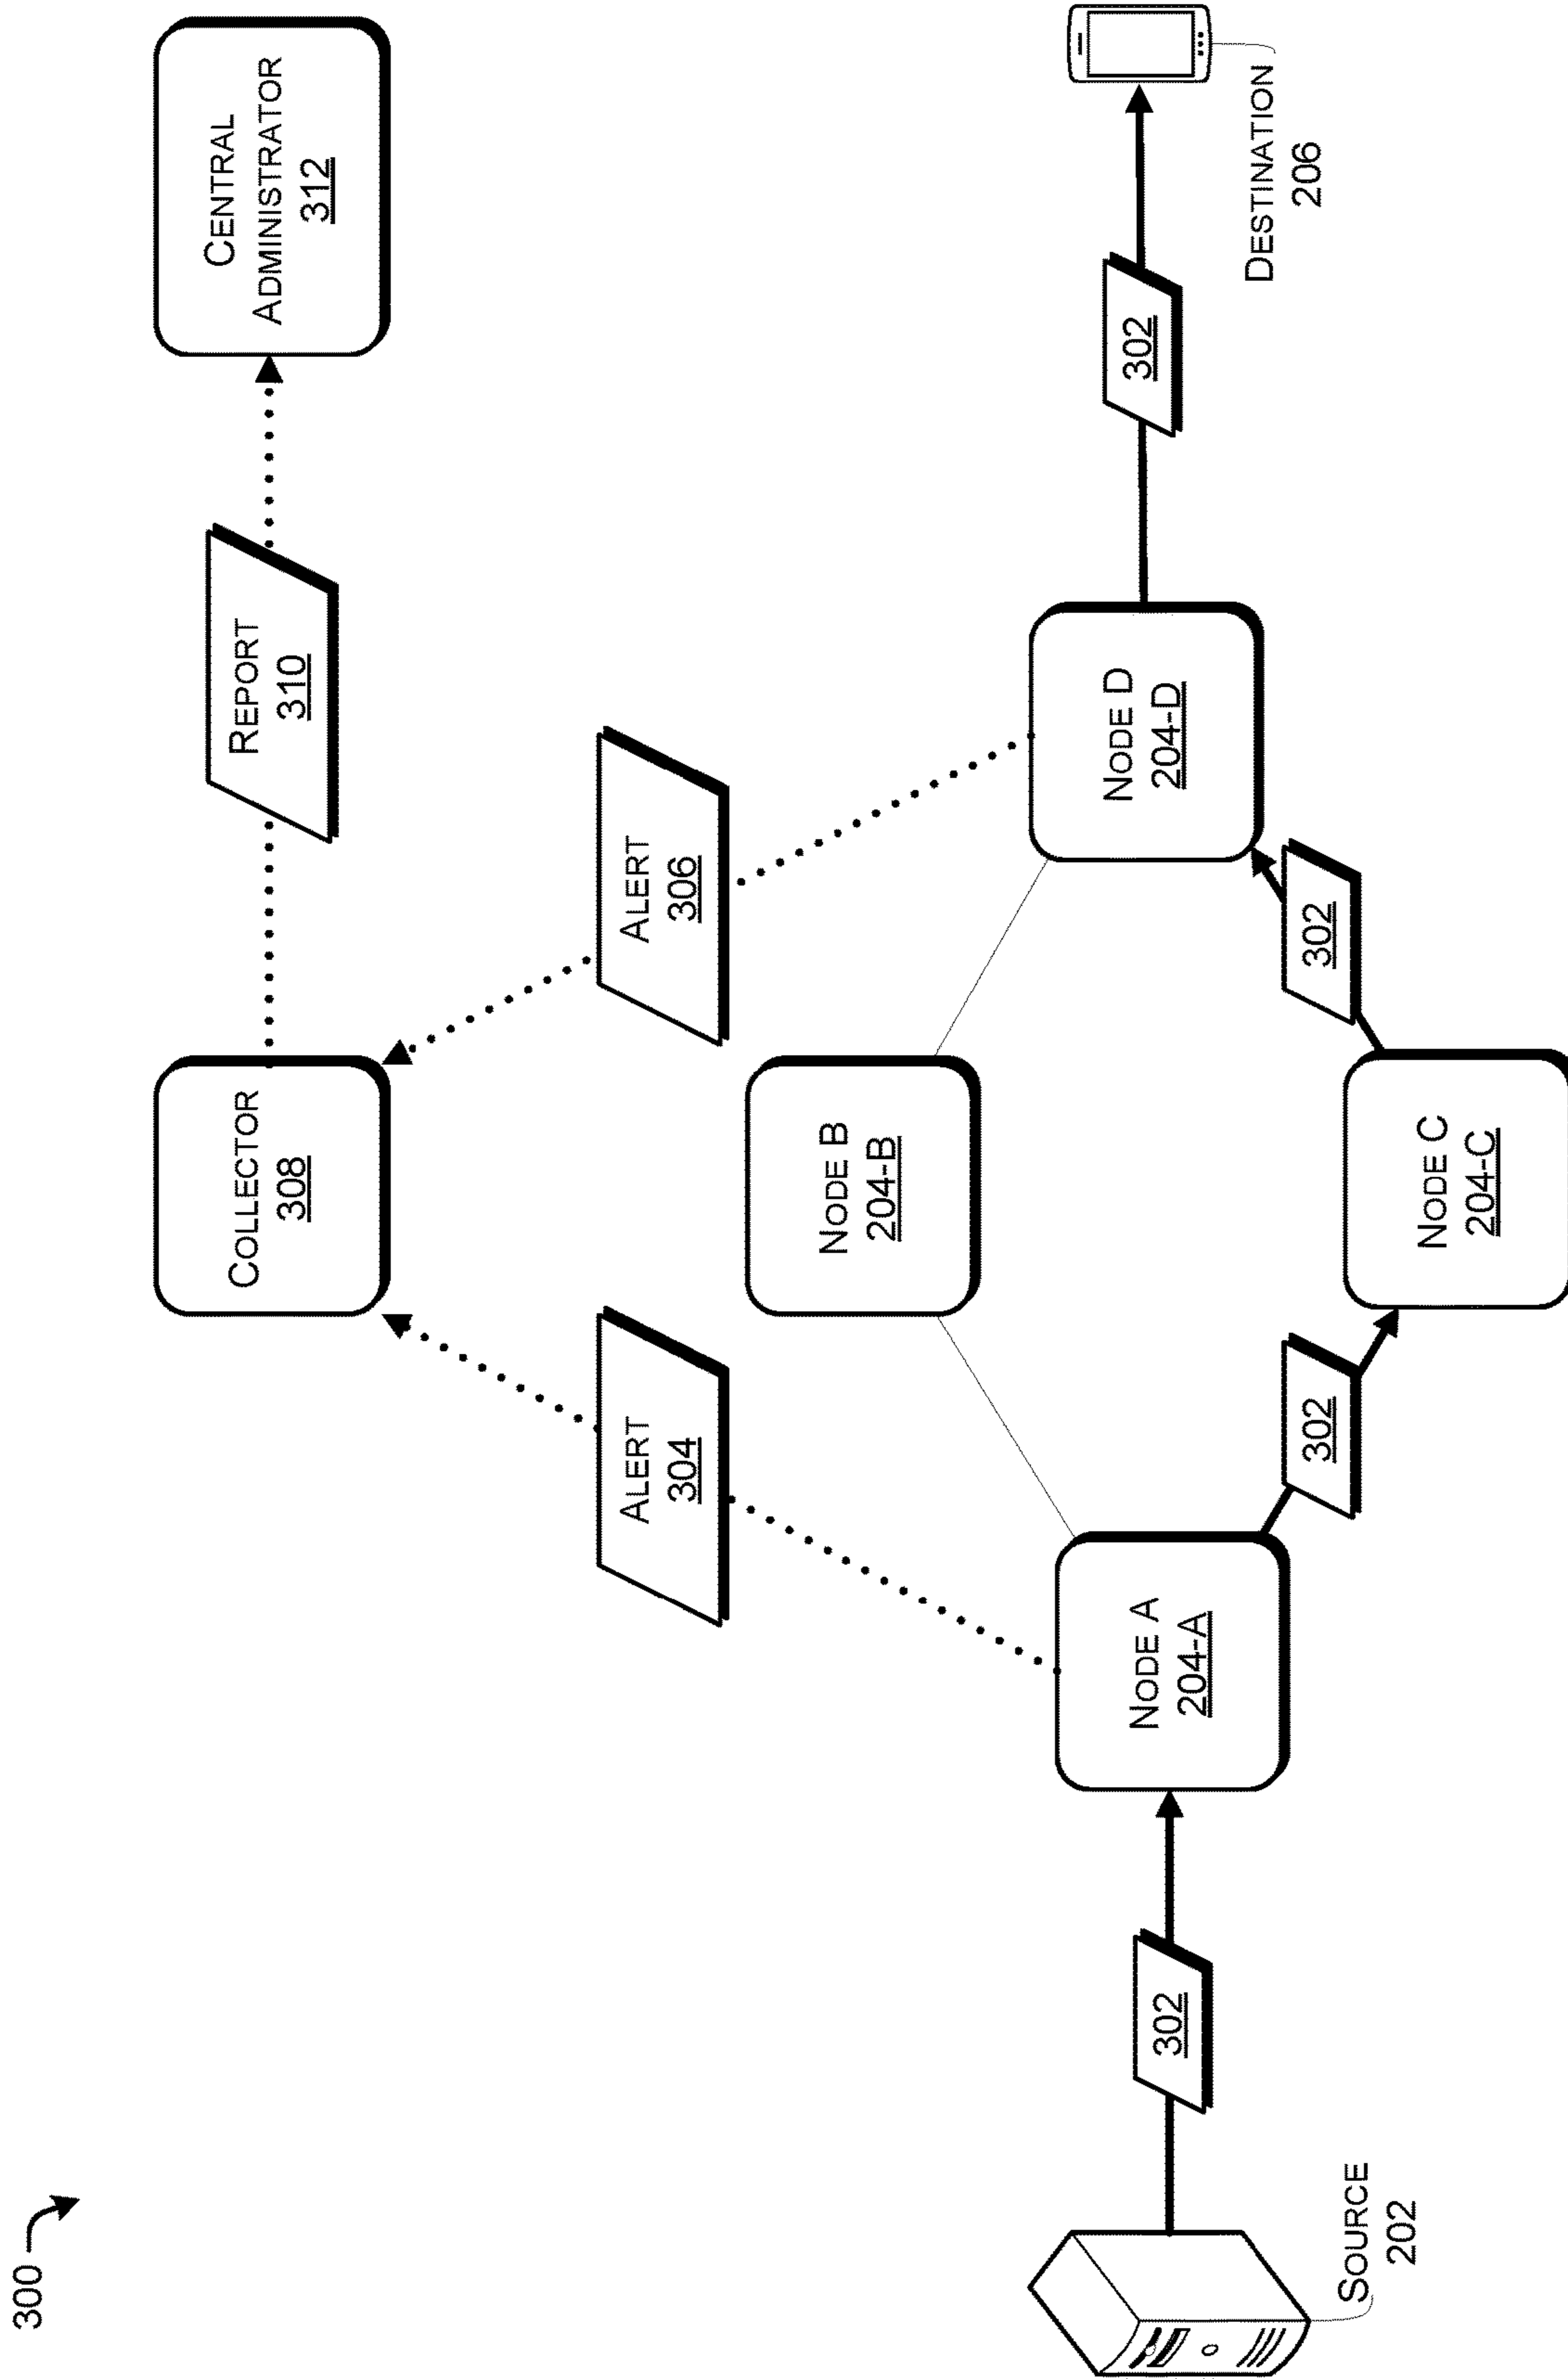 300
COLLECTOR
308
REPORT
310
CENTRAL
ADMINISTRATOR
312
ALERT
304
ALERT
306
NODE B
204-B
SOURCE
202
302
NODE A
204-A
302
NODE C
204-C
302
NODE D
204-D
302
DESTINATION
206